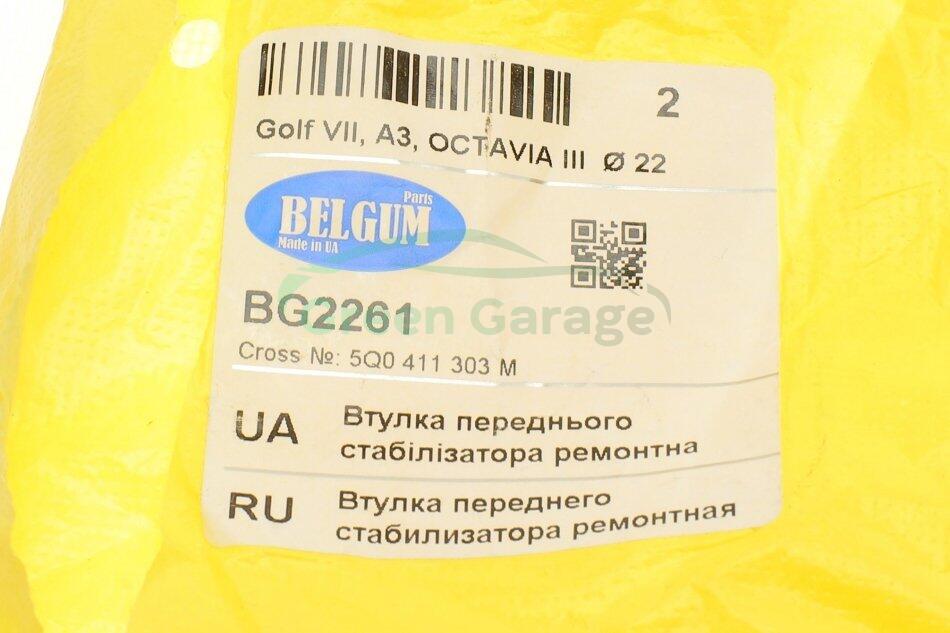 2
Golf VII, A3, OCTAVIA III Ø 22
Parts
BELGUM
Made in UA
BG2261
Green Garage
Cross №: 5Q0 411 303 M
UA
Втулка переднього
стабілізатора ремонтна
RU
Втулка переднего
стабилизатора ремонтная